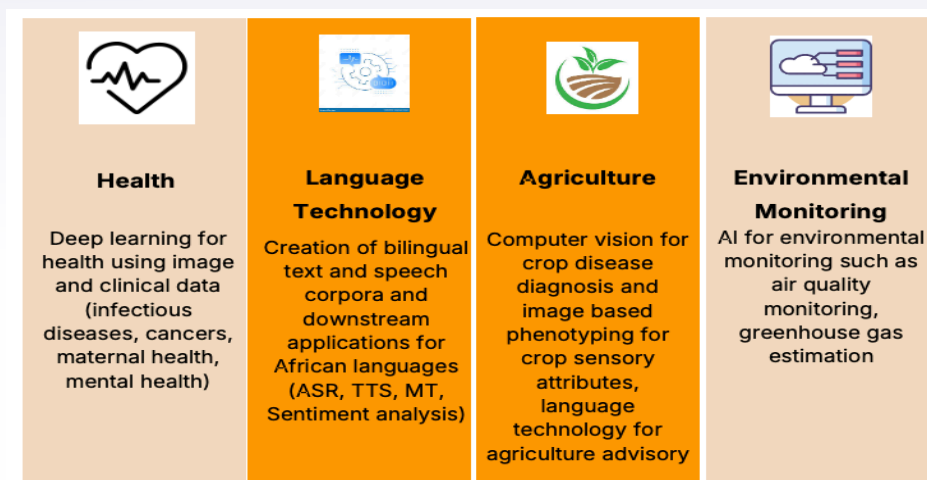 Health
Deep learning for
health using image
and clinical data
(infectious
diseases, cancers,
maternal health,
mental health)
Language
Technology
Creation of bilingual
text and speech
corpora and
downstream
applications for
African languages
(ASR, TTS, MT,
Sentiment analysis)
Agriculture
Computer vision for
crop disease
diagnosis and
image based
phenotyping for
crop sensory
attributes,
language
technology for
agriculture advisory
Environmental
Monitoring
AI for environmental
monitoring such as
air quality
monitoring,
greenhouse gas
estimation